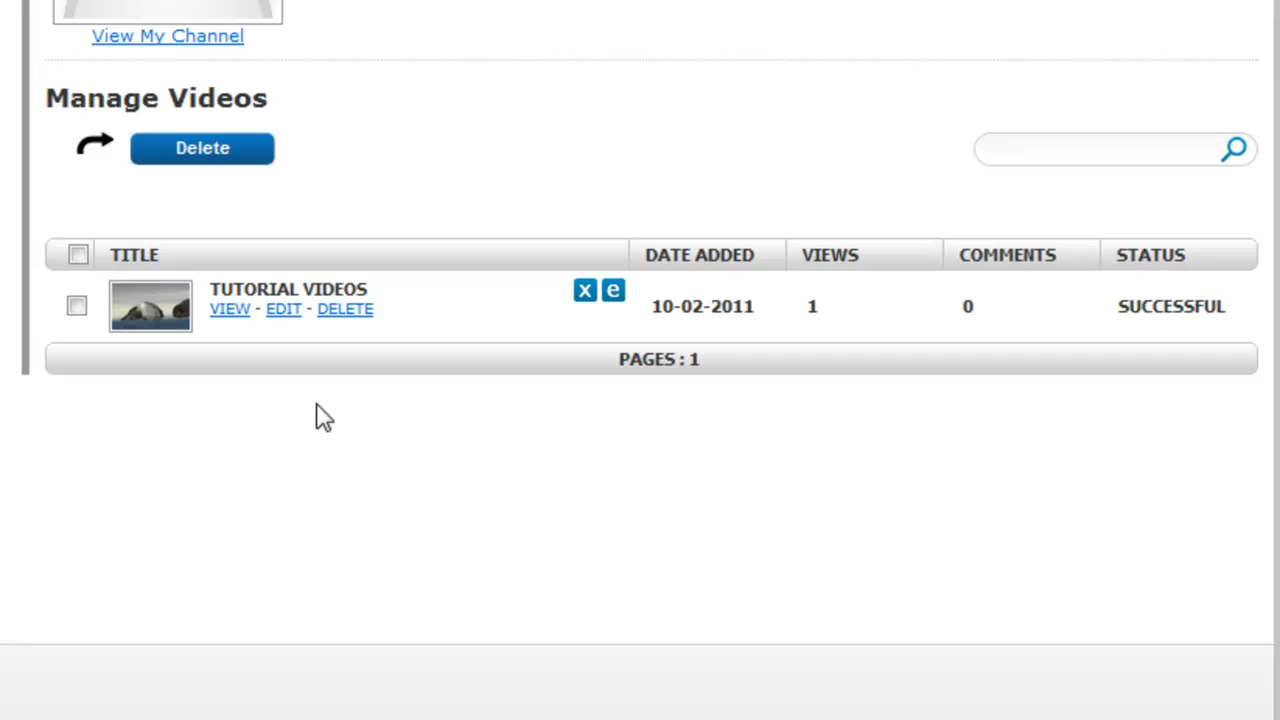 View My Channel
Manage Videos
Delete
TITLE DATE ADDED VIEWS COMMENTS STATUS
TUTORIAL VIDEOS x e
VIEW - EDIT - DELETE
10-02-2011 1 0 SUCCESSFUL
PAGES : 1